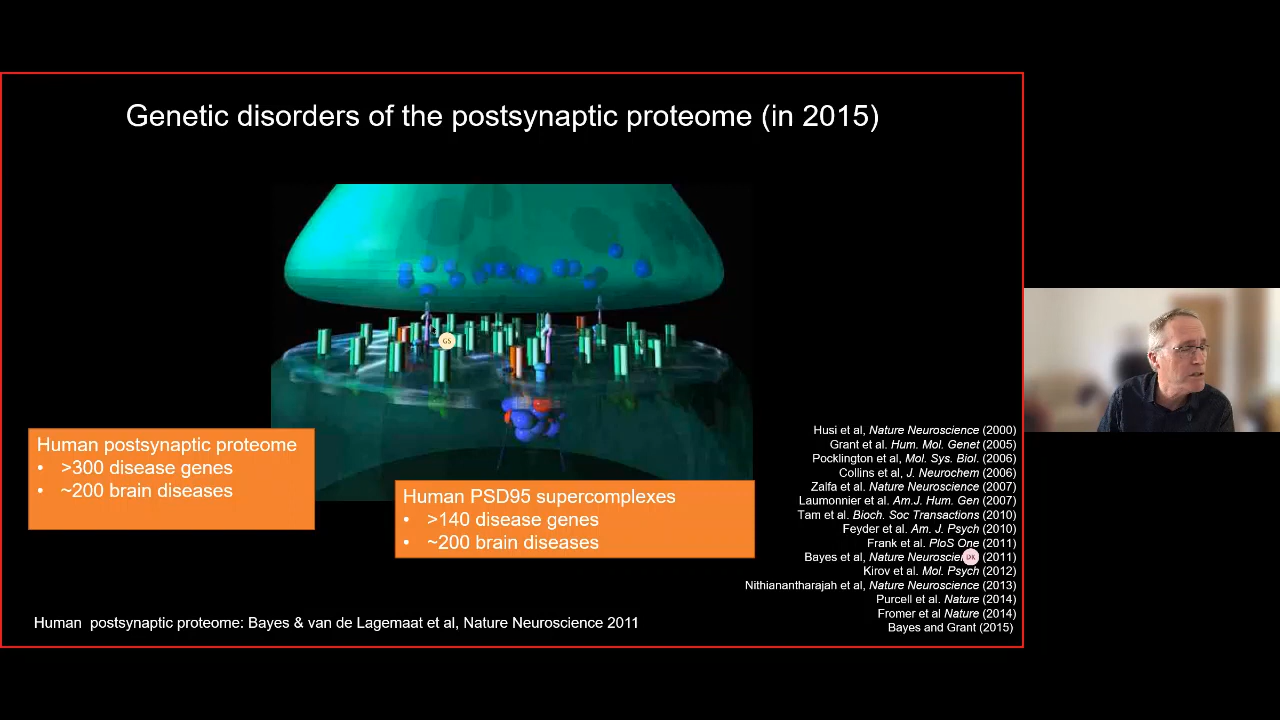 Genetic disorders of the postsynaptic proteome (in 2015)
GS
Human postsynaptic proteome
• >300 disease genes
• ~200 brain diseases
Human PSD95 supercomplexes
• >140 disease genes
• ~200 brain diseases
Husi et al, Nature Neuroscience (2000)
Grant et al. Hum. Mol. Genet (2005)
Pocklington et al, Mol. Sys. Biol. (2006)
Collins et al, J. Neurochem (2006)
Zalfa et al. Nature Neuroscience (2007)
Laumonnier et al. Am.J. Hum. Gen (2007)
Tam et al. Bioch. Soc Transactions (2010)
Feyder et al. Am. J. Psych (2010)
Frank et al. PloS One (2011)
Bayes et al, Nature Neuroscien DK (2011)
Kirov et al. Mol. Psych (2012)
Nithianantharajah et al, Nature Neuroscience (2013)
Purcell et al. Nature (2014)
Fromer et al Nature (2014)
Bayes and Grant (2015)
Human postsynaptic proteome: Bayes & van de Lagemaat et al, Nature Neuroscience 2011